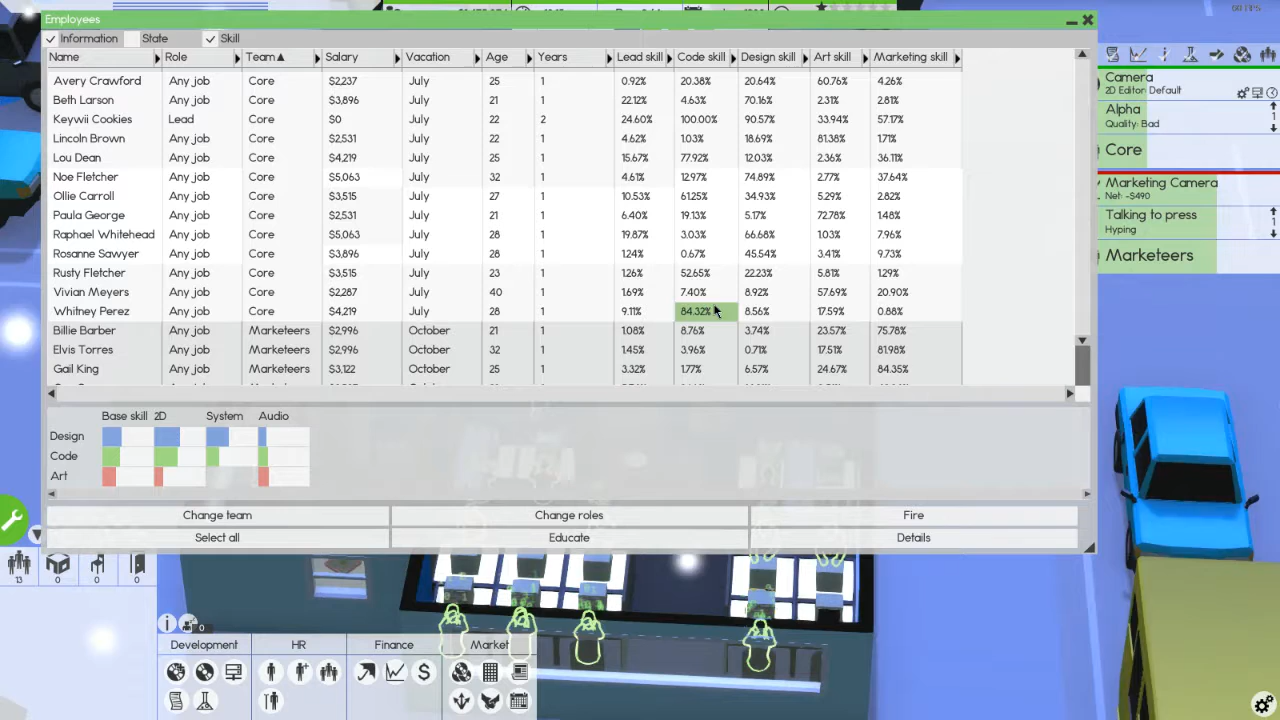 Employees
60 FPS
Information State Skill
Name Role Team Salary Vacation Age Years Lead skill Code skill Design skill Art skill Marketing skill
Avery Crawford Any job Core $2,237 July 25 1 0.92% 20.38% 20.64% 60.76% 4.26%
Beth Larson Any job Core $3,896 July 21 1 22.12% 4.63% 70.16% 2.31% 2.81%
Keywii Cookies Lead Core $0 July 22 2 24.60% 100.00% 90.57% 33.94% 57.17%
Lincoln Brown Any job Core $2,531 July 22 1 4.62% 1.03% 18.69% 81.38% 1.71%
Lou Dean Any job Core $4,219 July 25 1 15.67% 77.92% 12.03% 2.36% 36.11%
Noe Fletcher Any job Core $5,063 July 32 1 4.61% 12.97% 74.89% 2.77% 37.64%
Ollie Carroll Any job Core $3,515 July 27 1 10.53% 61.25% 34.93% 5.29% 2.82%
Paula George Any job Core $2,531 July 21 1 6.40% 19.13% 5.17% 72.78% 1.48%
Raphael Whitehead Any job Core $5,063 July 28 1 19.87% 3.03% 66.68% 1.03% 7.96%
Rosanne Sawyer Any job Core $3,896 July 28 1 1.24% 0.67% 45.54% 3.41% 9.73%
Rusty Fletcher Any job Core $3,515 July 23 1 1.26% 52.65% 22.23% 5.81% 1.29%
Vivian Meyers Any job Core $2,287 July 40 1 1.69% 7.40% 8.92% 57.69% 20.90%
Whitney Perez Any job Core $4,219 July 28 1 9.11% 84.32% 8.56% 17.59% 0.88%
Billie Barber Any job Marketeers $2,996 October 21 1 1.08% 8.76% 3.74% 23.57% 75.78%
Elvis Torres Any job Marketeers $2,996 October 32 1 1.45% 3.96% 0.71% 17.51% 81.98%
Gail King Any job Marketeers $3,122 October 25 1 3.32% 1.77% 6.57% 24.67% 84.35%
Base skill 2D System Audio
Design
Code
Art
Change team Change roles Fire
Select all Educate Details
Camera
2D Editor: Default
Alpha
Quality: Bad
1
Core
Marketing Camera
Net: -$490
Talking to press
Hyping
1
Marketeers
13 0 0 0
0
Development HR Finance Market